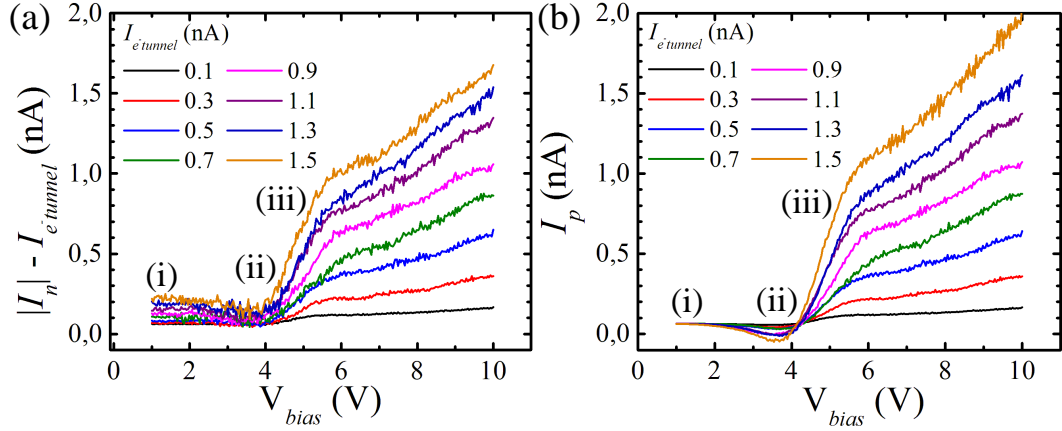 (a)
I_e-tunnel (nA)
0.1 0.9
0.3 1.1
0.5 1.3
0.7 1.5
(i)
(ii)
(iii)
2.0
1.5
1.0
0.5
0,0
|I_n| - I_e-tunnel (nA)
0 2 4 6 8 10
V_bias (V)
(b)
I_e-tunnel (nA)
0.1 0.9
0.3 1.1
0.5 1.3
0.7 1.5
(i)
(ii)
(iii)
2.0
1.5
1.0
0.5
0,0
I_p (nA)
0 2 4 6 8 10
V_bias (V)